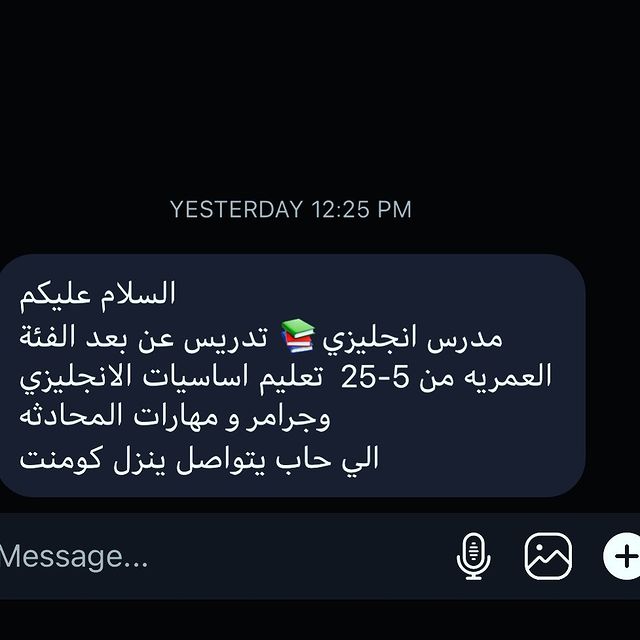 YESTERDAY 12:25 PM
السلام عليكم
مدرس انجليزي 📚 تدريس عن بعد الفئة
العمريه من 5-25 تعليم اساسيات الانجليزي
وجرامر و مهارات المحادثه
الي حاب يتواصل ينزل كومنت
Message...